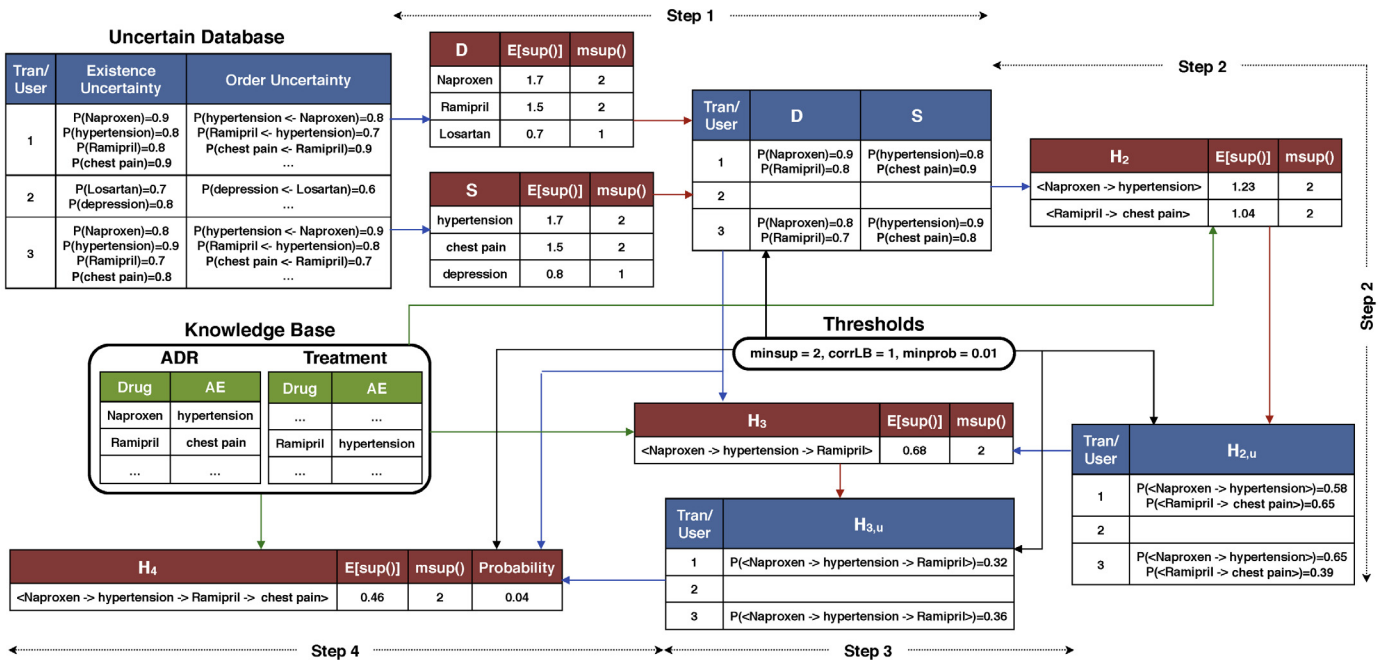 Step 1
Uncertain Database
Tran/ User | Existence Uncertainty | Order Uncertainty
1
P(Naproxen)=0.9
P(hypertension)=0.8
P(Ramipril)=0.8
P(chest pain)=0.9
P(hypertension <- Naproxen)=0.8
P(Ramipril <- hypertension)=0.7
P(chest pain <- Ramipril)=0.9
...
2
P(Losartan)=0.7
P(depression)=0.8
P(depression <- Losartan)=0.6
...
3
P(Naproxen)=0.8
P(hypertension)=0.9
P(Ramipril)=0.7
P(chest pain)=0.8
P(hypertension <- Naproxen)=0.9
P(Ramipril <- hypertension)=0.8
P(chest pain <- Ramipril)=0.7
...
D E[sup()] msup()
Naproxen 1.7 2
Ramipril 1.5 2
Losartan 0.7 1
S E[sup()] msup()
hypertension 1.7 2
chest pain 1.5 2
depression 0.8 1
Tran/ User D S
1
P(Naproxen)=0.9 P(hypertension)=0.8
P(Ramipril)=0.8 P(chest pain)=0.9
2
3
P(Naproxen)=0.8 P(hypertension)=0.9
P(Ramipril)=0.7 P(chest pain)=0.8
Step 2
H2 E[sup()] msup()
<Naproxen -> hypertension> 1.23 2
<Ramipril -> chest pain> 1.04 2
Step 2
Knowledge Base
ADR
Drug AE
Naproxen hypertension
Ramipril chest pain
... ...
Treatment
Drug AE
... ...
Ramipril hypertension
... ...
Thresholds
minsup = 2, corrLB = 1, minprob = 0.01
H3 E[sup()] msup()
<Naproxen -> hypertension -> Ramipril> 0.68 2
Tran/ User H2,u
1
P(<Naproxen -> hypertension>)=0.58
P(<Ramipril -> chest pain>)=0.65
2
3
P(<Naproxen -> hypertension>)=0.65
P(<Ramipril -> chest pain>)=0.39
Tran/ User H3,u
1 P(<Naproxen -> hypertension -> Ramipril>)=0.32
2
3 P(<Naproxen -> hypertension -> Ramipril>)=0.36
H4 E[sup()] msup() Probability
<Naproxen -> hypertension -> Ramipril -> chest pain> 0.46 2 0.04
Step 4
Step 3